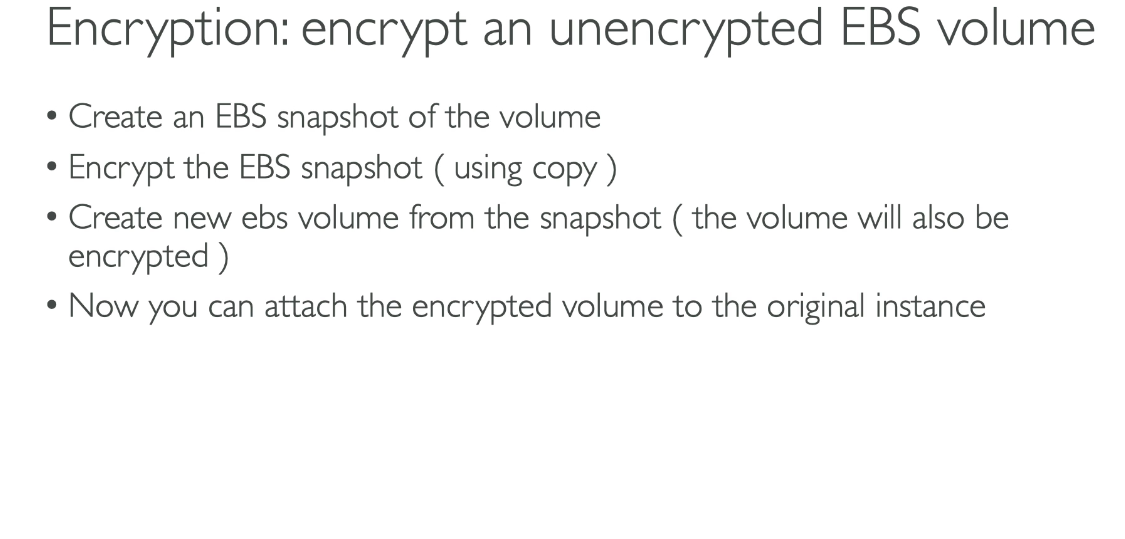 Encryption: encrypt an unencrypted EBS volume
• Create an EBS snapshot of the volume
• Encrypt the EBS snapshot ( using copy )
• Create new ebs volume from the snapshot ( the volume will also be
encrypted )
• Now you can attach the encrypted volume to the original instance